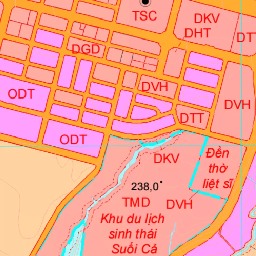 TSC
DKV
DHT
DT
DGD
DVH
ODT
DVH
DTT
ODT
DKV
Đền
thờ
liệt sĩ
238,0
TMD
DVH
Khu du lịch
sinh thái
Suối Cá